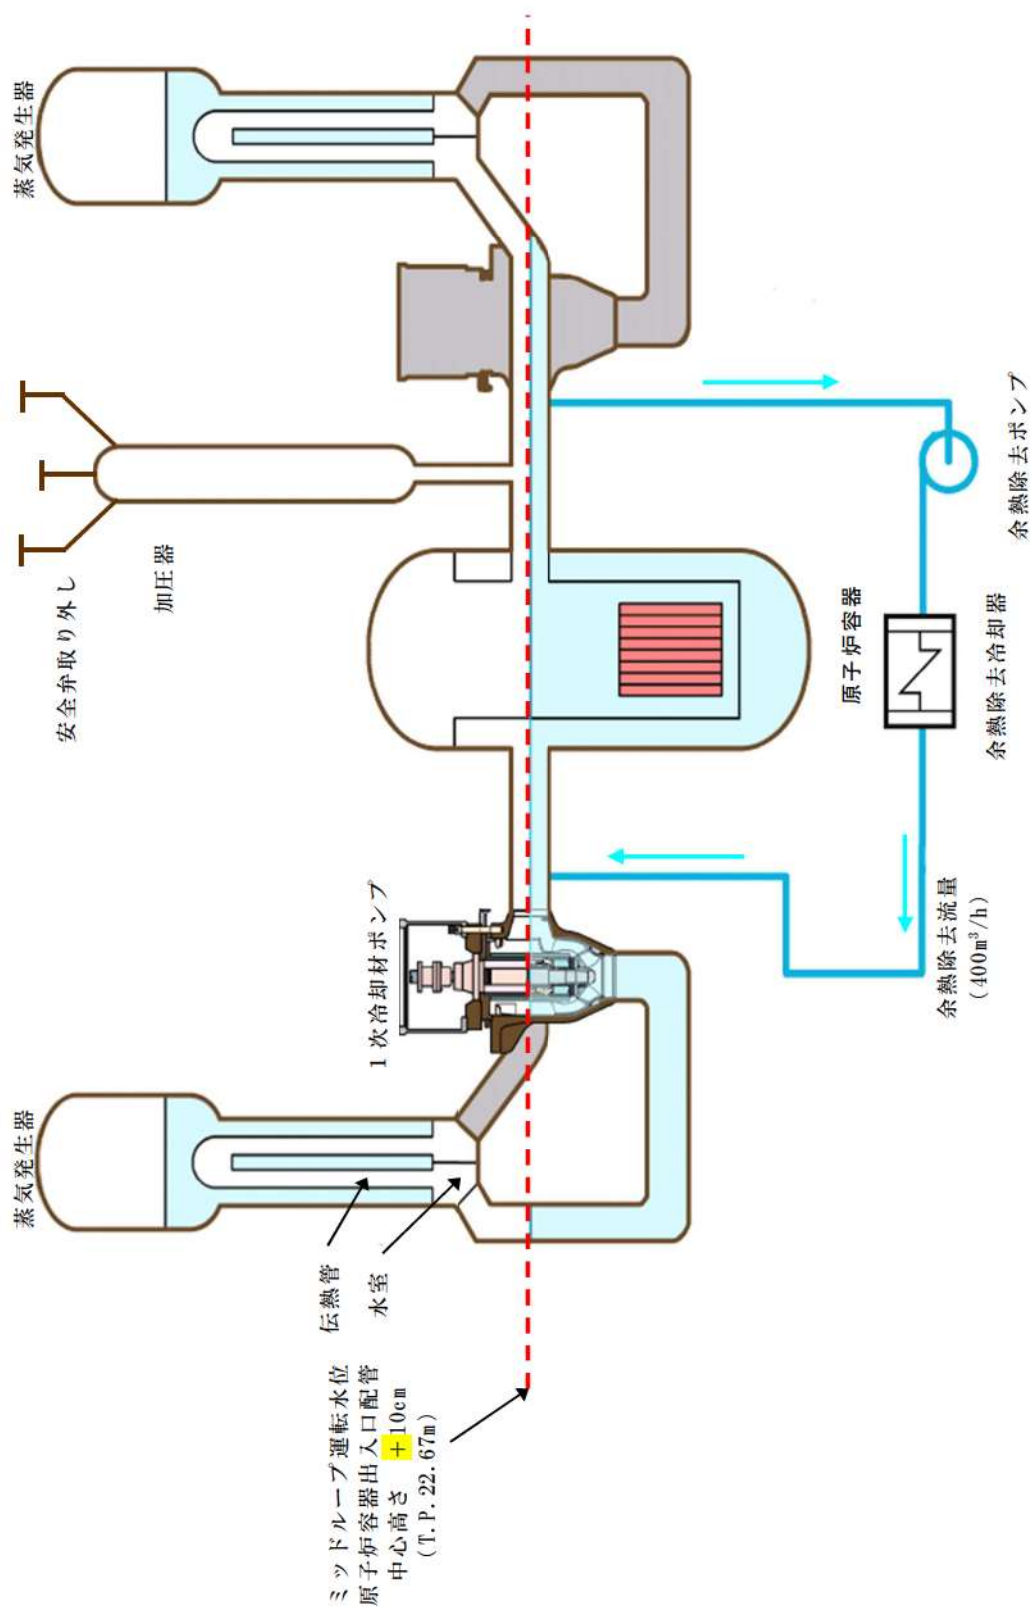 蒸気発生器
伝熱管
水室
ミッドループ運転水位
原子炉容器出入口配管
中心高さ +10cm
(T.P.22.67m)
1次冷却材ポンプ
安全弁取り外し
加圧器
蒸気発生器
原子炉容器
余熱除去冷却器
余熱除去ポンプ
余熱除去流量
(400m³/h)